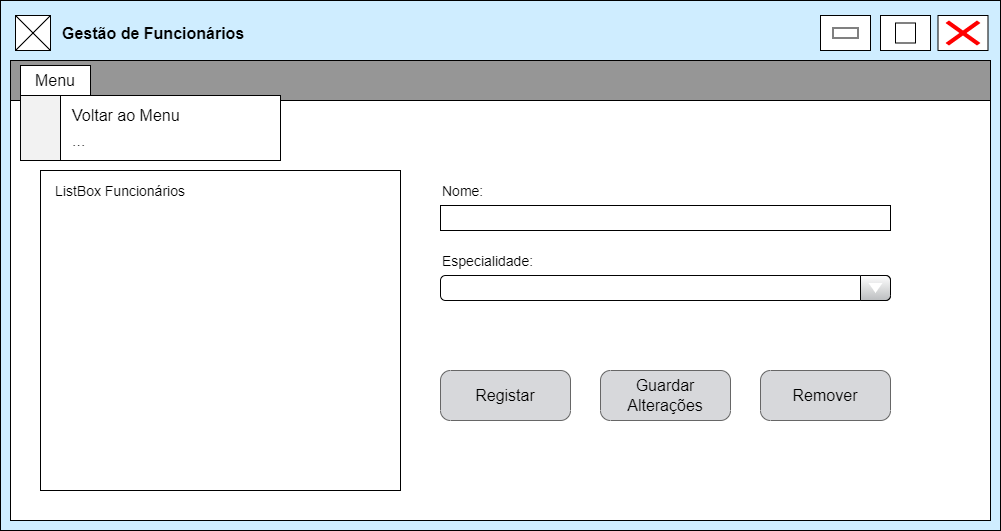 Gestão de Funcionários
Menu
Voltar ao Menu
...
ListBox Funcionários
Nome:
Especialidade:
Registar
Guardar
Alterações
Remover